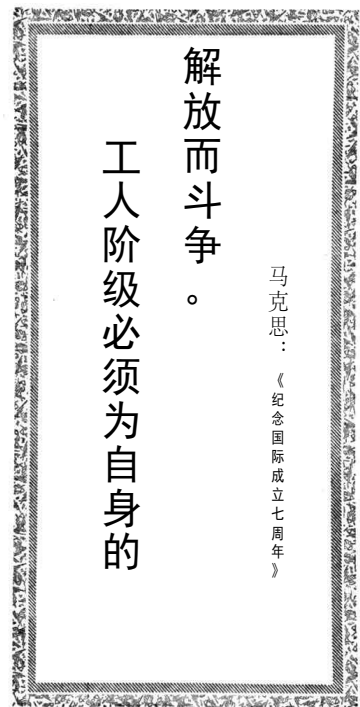 工人阶级必须为自身的
解放而斗争。
马克思：《纪念国际成立七周年》